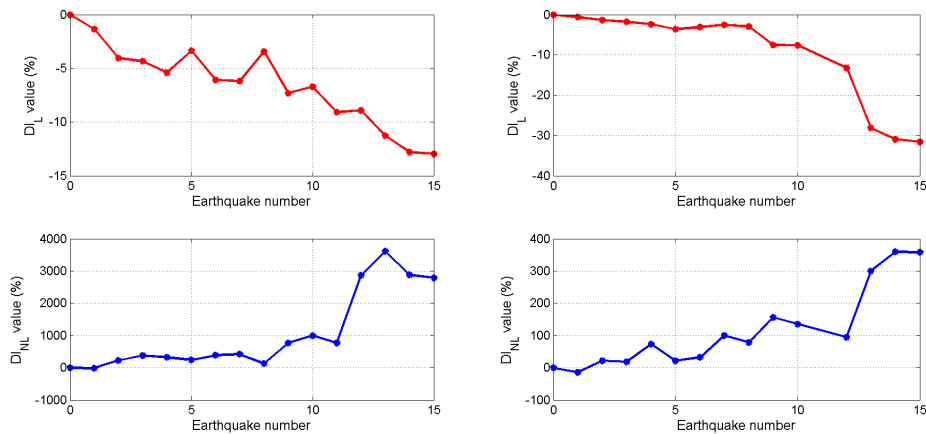 0
-5
-10
-15
DI_L value (%)
0 5 10 15
Earthquake number
0
-10
-20
-30
-40
DI_L value (%)
0 5 10 15
Earthquake number
4000
3000
2000
1000
0
-1000
DI_NL value (%)
0 5 10 15
Earthquake number
400
300
200
100
0
-100
DI_NL value (%)
0 5 10 15
Earthquake number